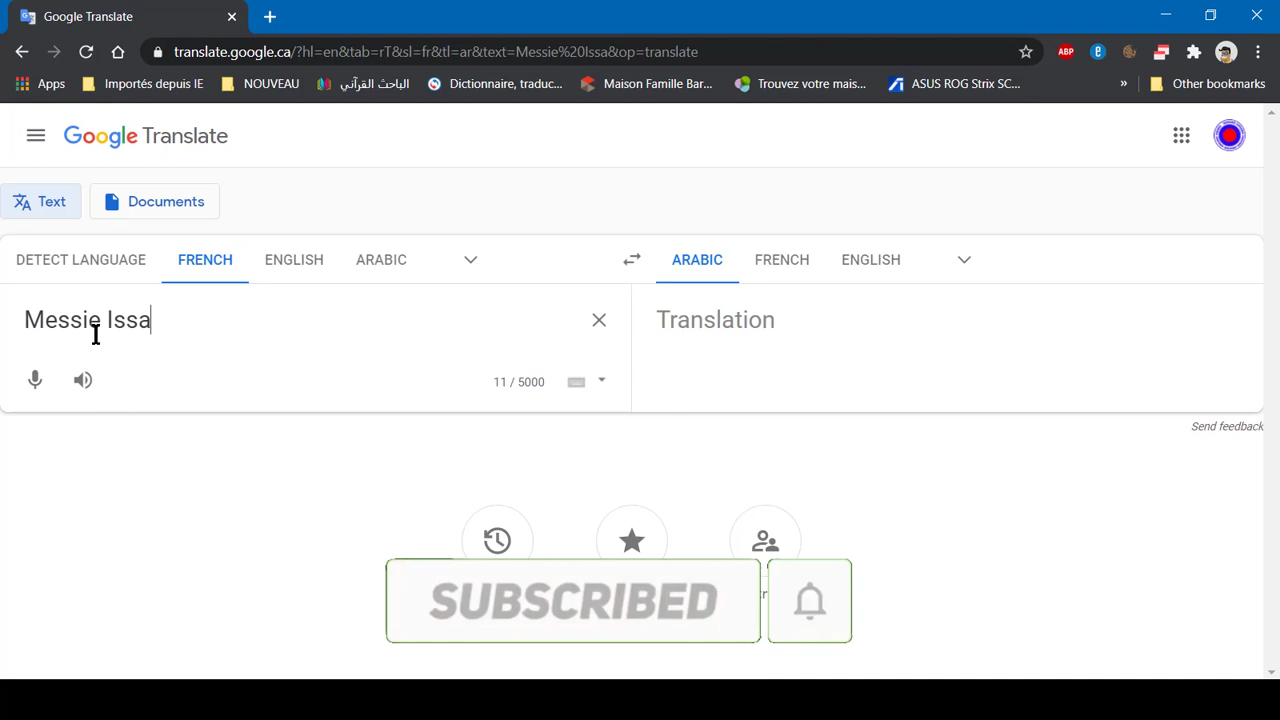 Google Translate
translate.google.ca/?hl=en&tab=rT&sl=fr&tl=ar&text=Messie%20Issa&op=translate
ABP
Apps Importés depuis IE NOUVEAU الباحث القرآني Dictionnaire, traduc... Maison Famille Bar... Trouvez votre mais... ASUS ROG Strix SC... » Other bookmarks
Google Translate
Text Documents
DETECT LANGUAGE FRENCH ENGLISH ARABIC ARABIC FRENCH ENGLISH
Messie Issa Translation
11 / 5000
Send feedback
SUBSCRIBED